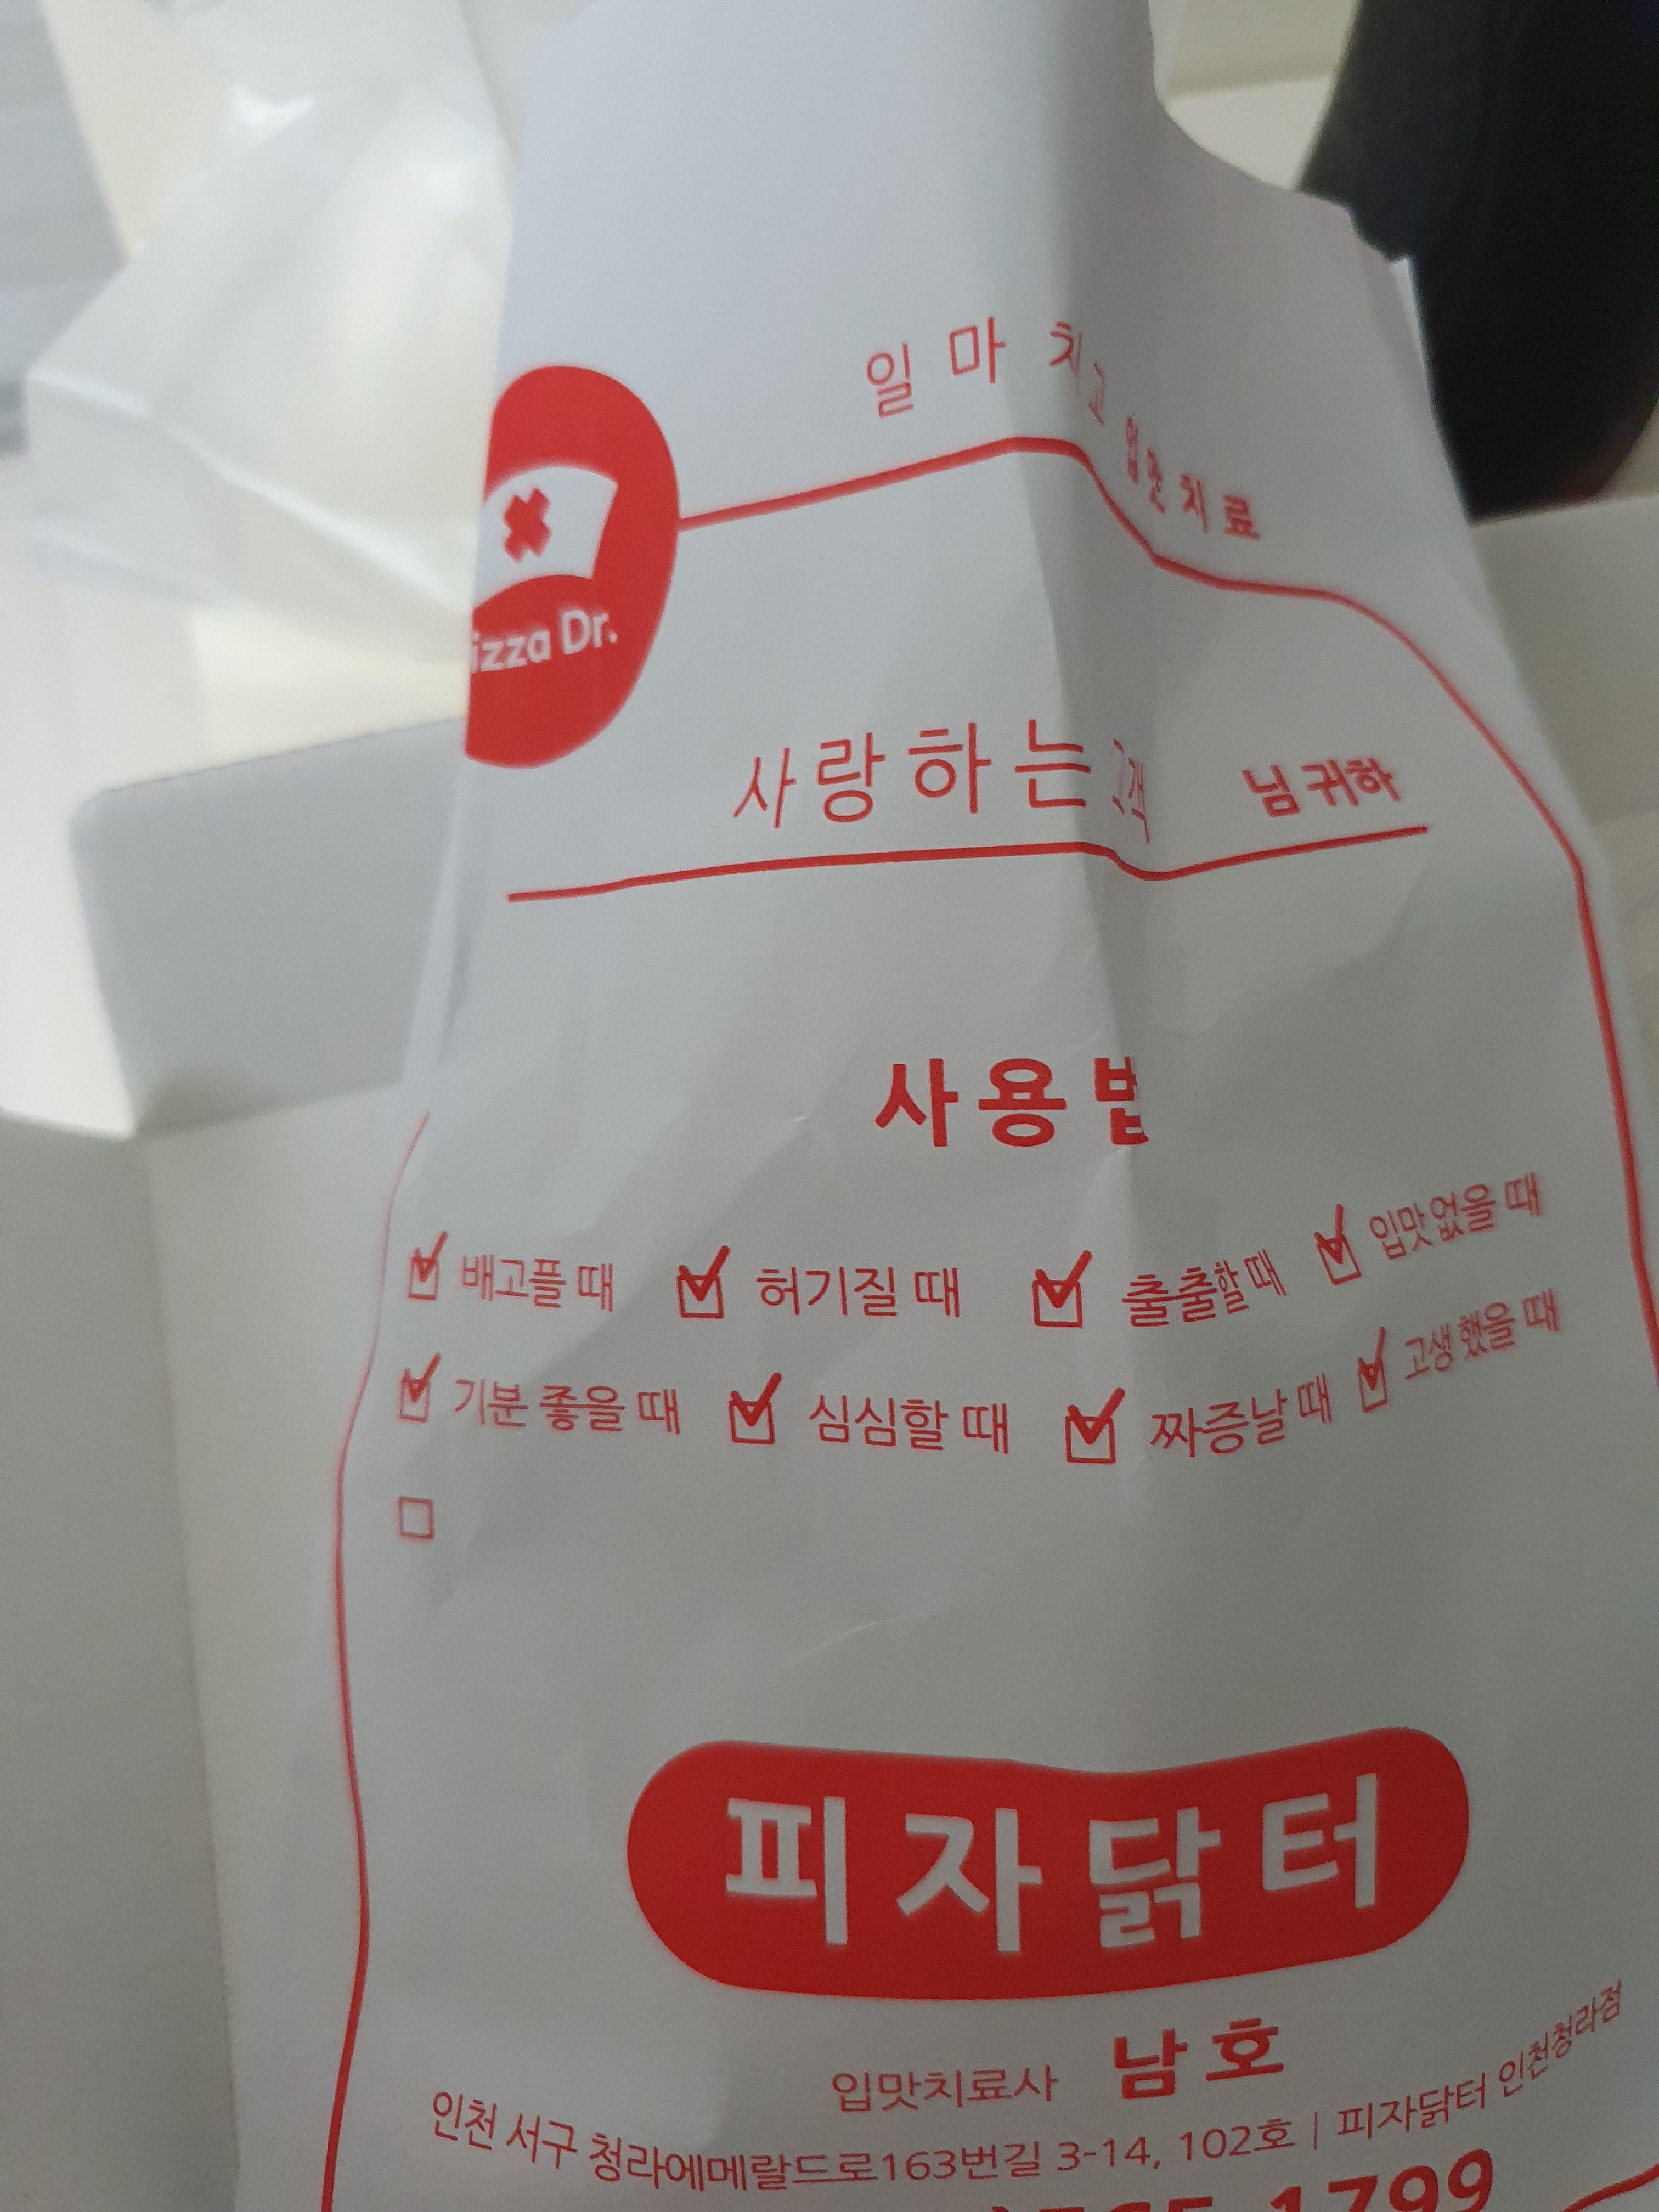 일 마 치고 입맛 치료
izza Dr.
사랑하는 고객 님 귀하
사용법
배고플 때 허기질 때 출출할 때 입맛 없을 때
기분 좋을 때 심심할 때 짜증날 때 고생 했을 때
피자닭터
입맛치료사 남호
인천 서구 청라에메랄드로163번길 3-14, 102호 | 피자닭터 인천청라점
1799